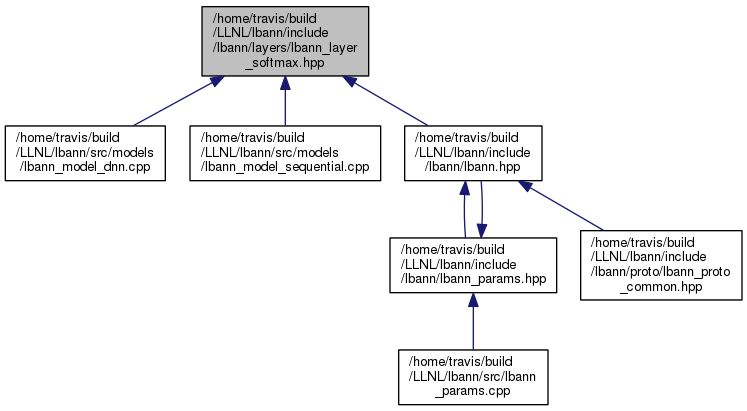 /home/travis/build
/LLNL/lbann/include
/lbann/layers/lbann_layer
_softmax.hpp
/home/travis/build
/LLNL/lbann/src/models
/lbann_model_dnn.cpp
/home/travis/build
/LLNL/lbann/src/models
/lbann_model_sequential.cpp
/home/travis/build
/LLNL/lbann/include
/lbann/lbann.hpp
/home/travis/build
/LLNL/lbann/include
/lbann/lbann_params.hpp
/home/travis/build
/LLNL/lbann/include
/lbann/proto/lbann_proto
_common.hpp
/home/travis/build
/LLNL/lbann/src/lbann
_params.cpp